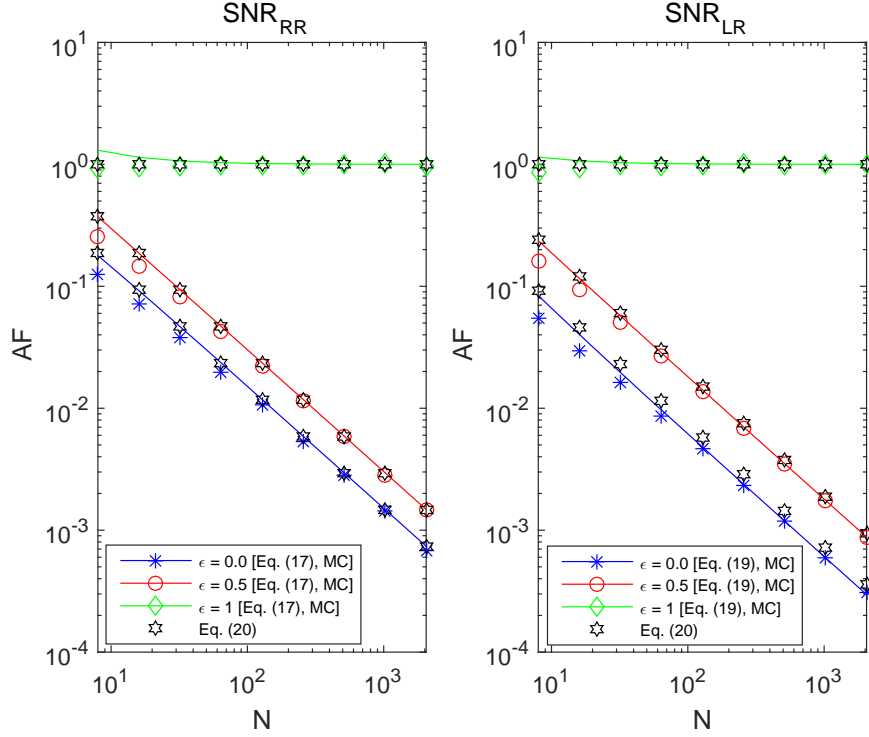 SNR_RR
10^1
10^0
10^-1
10^-2
10^-3
10^-4
AF
10^1
10^2
10^3
N
ϵ = 0.0 [Eq. (17), MC]
ϵ = 0.5 [Eq. (17), MC]
ϵ = 1 [Eq. (17), MC]
Eq. (20)
SNR_LR
10^1
10^0
10^-1
10^-2
10^-3
10^-4
AF
10^1
10^2
10^3
N
ϵ = 0.0 [Eq. (19), MC]
ϵ = 0.5 [Eq. (19), MC]
ϵ = 1 [Eq. (19), MC]
Eq. (20)